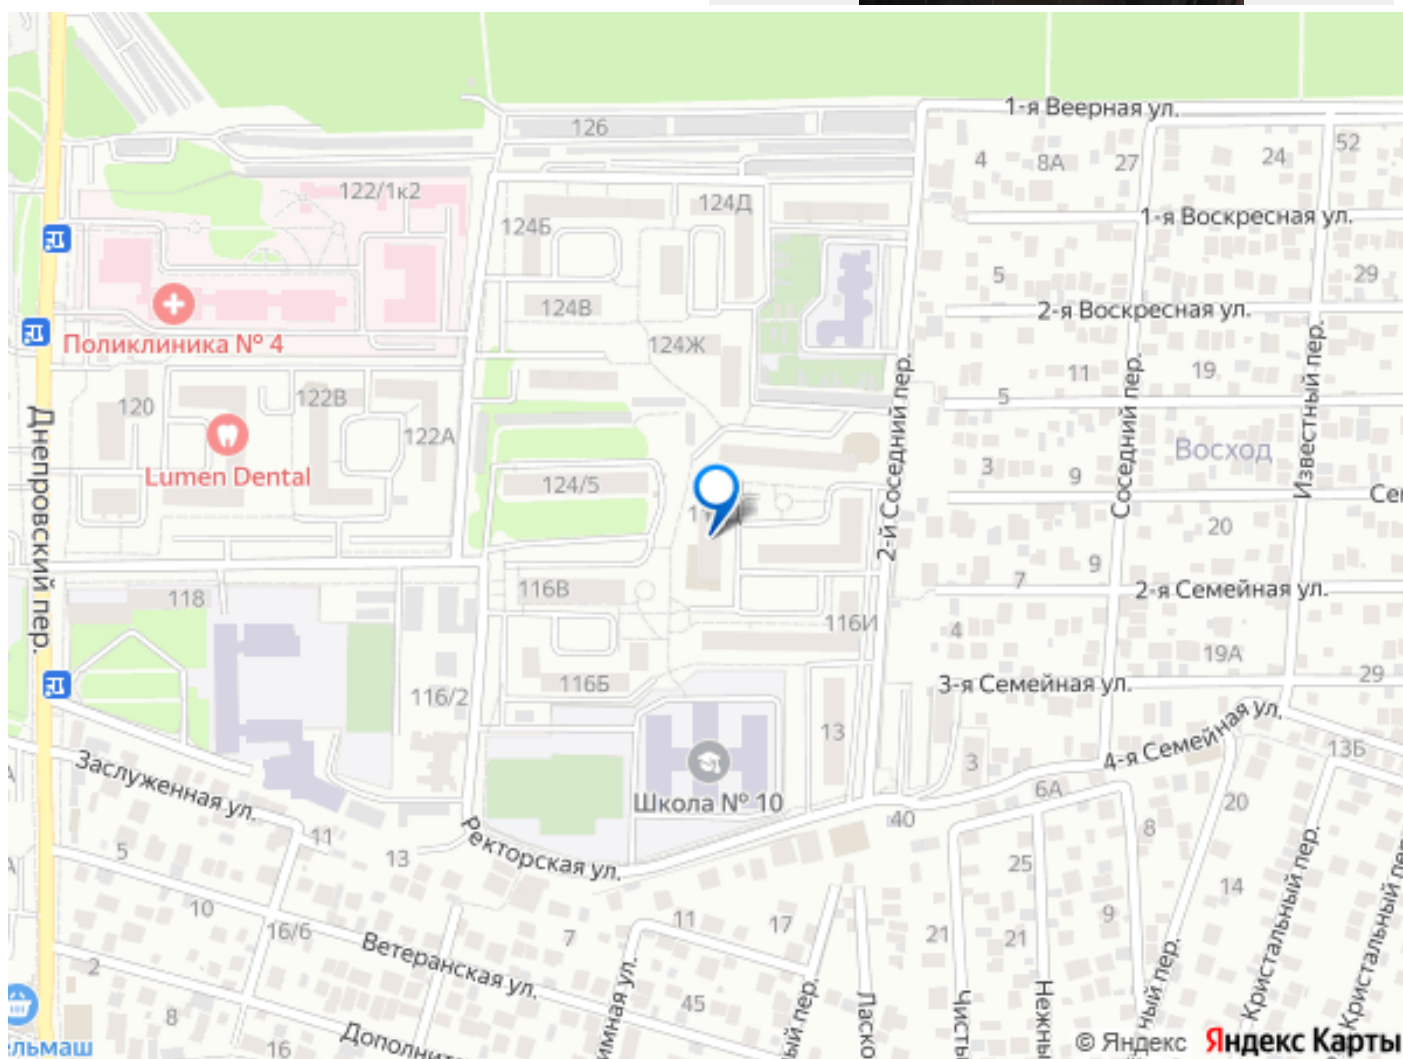 1-я Веерная ул.
126
4
8А
27
24
52
122/1к2
124Д
124Б
1-я Воскресная ул.
5
29
124В
2-я Воскресная ул.
Поликлиника № 4
124Ж
11
19
5
120
122В
122А
Днепровский пер.
2-й Соседний пер.
Соседний пер.
Известный пер.
Восход
Lumen Dental
124/5
3
9
20
118
116В
116И
7
9
2-я Семейная ул.
4
19А
116/2
116Б
3-я Семейная ул.
29
13
4-я Семейная ул.
13Б
3
6А
Заслуженная ул.
Школа № 10
20
40
8
11
13
Ректорская ул.
5
25
14
10
16/6
7
11
17
21
21
9
Кристальный пер.
Ветеранская ул.
2
45
8
16
© Яндекс
Яндекс Карты